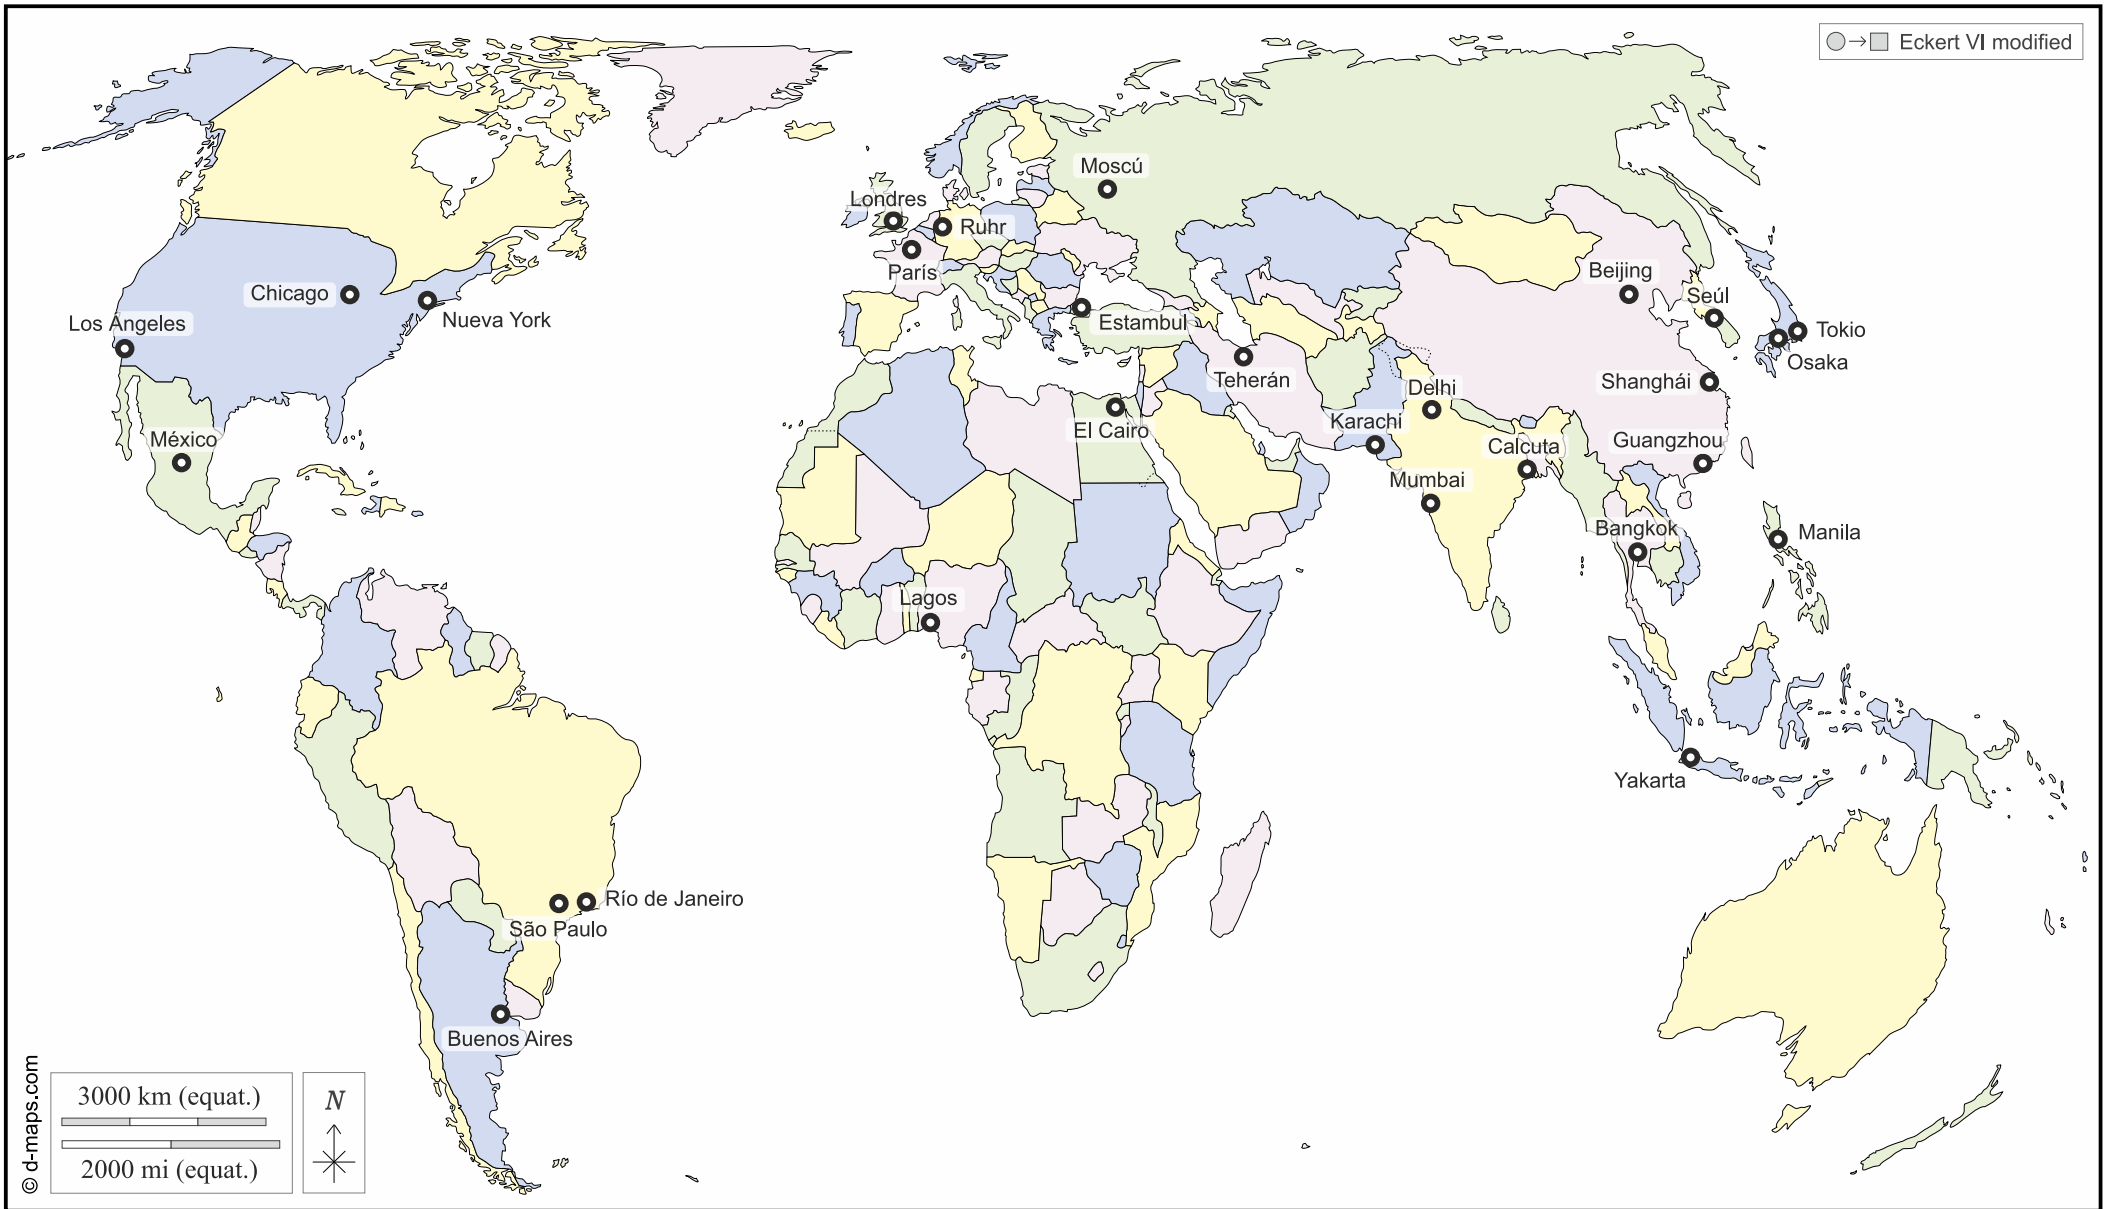 Eckert VI modified
Moscú
Londres
Ruhr
París
Beijing
Chicago
Seúl
Los Ángeles
Nueva York
Estambul
Tokio
Osaka
Teherán
Shanghái
Delhi
Karachi
El Cairo
México
Guangzhou
Calcuta
Mumbai
Bangkok
Manila
Lagos
Yakarta
Río de Janeiro
São Paulo
Buenos Aires
3000 km (equat.)
2000 mi (equat.)
N
© d-maps.com